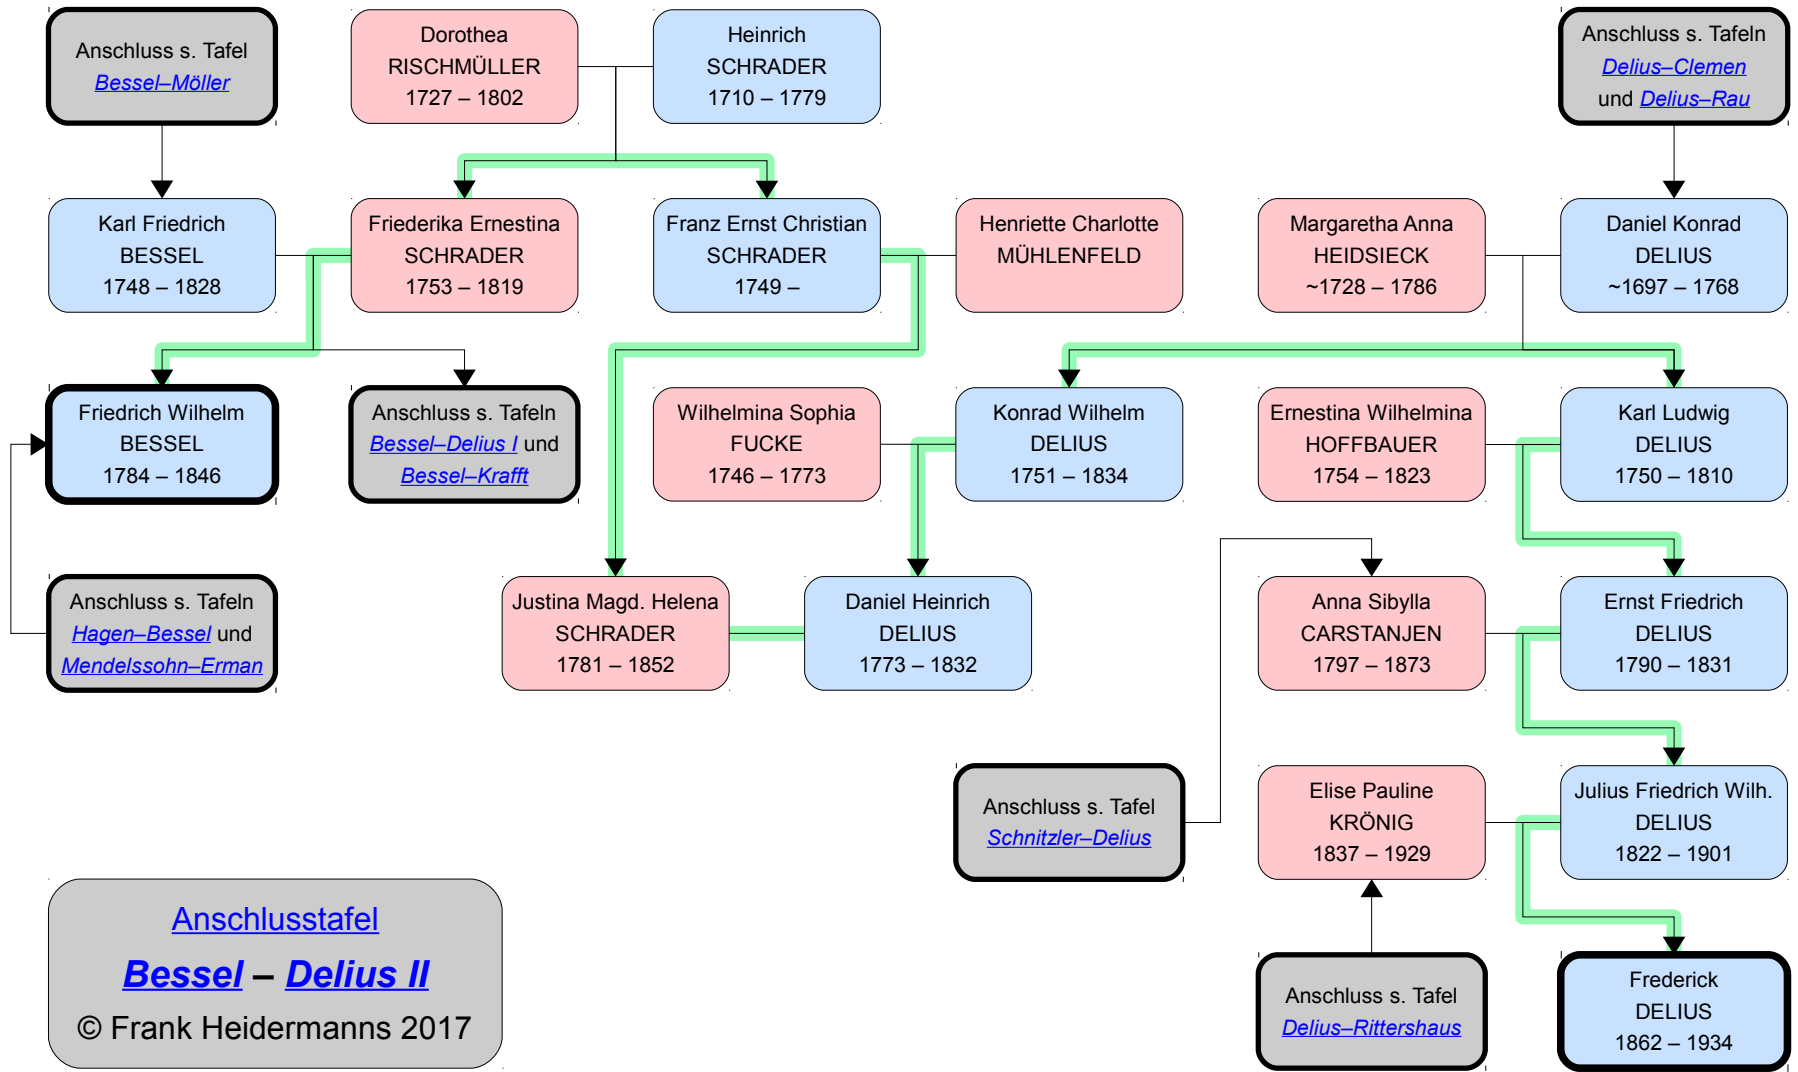 Anschluss s. Tafel
Bessel–Möller
Dorothea
RISCHMÜLLER
1727 – 1802
Heinrich
SCHRADER
1710 – 1779
Anschluss s. Tafeln
Delius–Clemen
und Delius–Rau
Karl Friedrich
BESSEL
1748 – 1828
Friederika Ernestina
SCHRADER
1753 – 1819
Franz Ernst Christian
SCHRADER
1749 –
Henriette Charlotte
MÜHLENFELD
Margaretha Anna
HEIDSIECK
~1728 – 1786
Daniel Konrad
DELIUS
~1697 – 1768
Friedrich Wilhelm
BESSEL
1784 – 1846
Anschluss s. Tafeln
Bessel–Delius I und
Bessel–Krafft
Wilhelmina Sophia
FUCKE
1746 – 1773
Konrad Wilhelm
DELIUS
1751 – 1834
Ernestina Wilhelmina
HOFFBAUER
1754 – 1823
Karl Ludwig
DELIUS
1750 – 1810
Anschluss s. Tafeln
Hagen–Bessel und
Mendelssohn–Erman
Justina Magd. Helena
SCHRADER
1781 – 1852
Daniel Heinrich
DELIUS
1773 – 1832
Anna Sibylla
CARSTANJEN
1797 – 1873
Ernst Friedrich
DELIUS
1790 – 1831
Anschluss s. Tafel
Schnitzler–Delius
Elise Pauline
KRÖNIG
1837 – 1929
Julius Friedrich Wilh.
DELIUS
1822 – 1901
Anschlusstafel
Bessel – Delius II
© Frank Heidermanns 2017
Anschluss s. Tafel
Delius–Rittershaus
Frederick
DELIUS
1862 – 1934